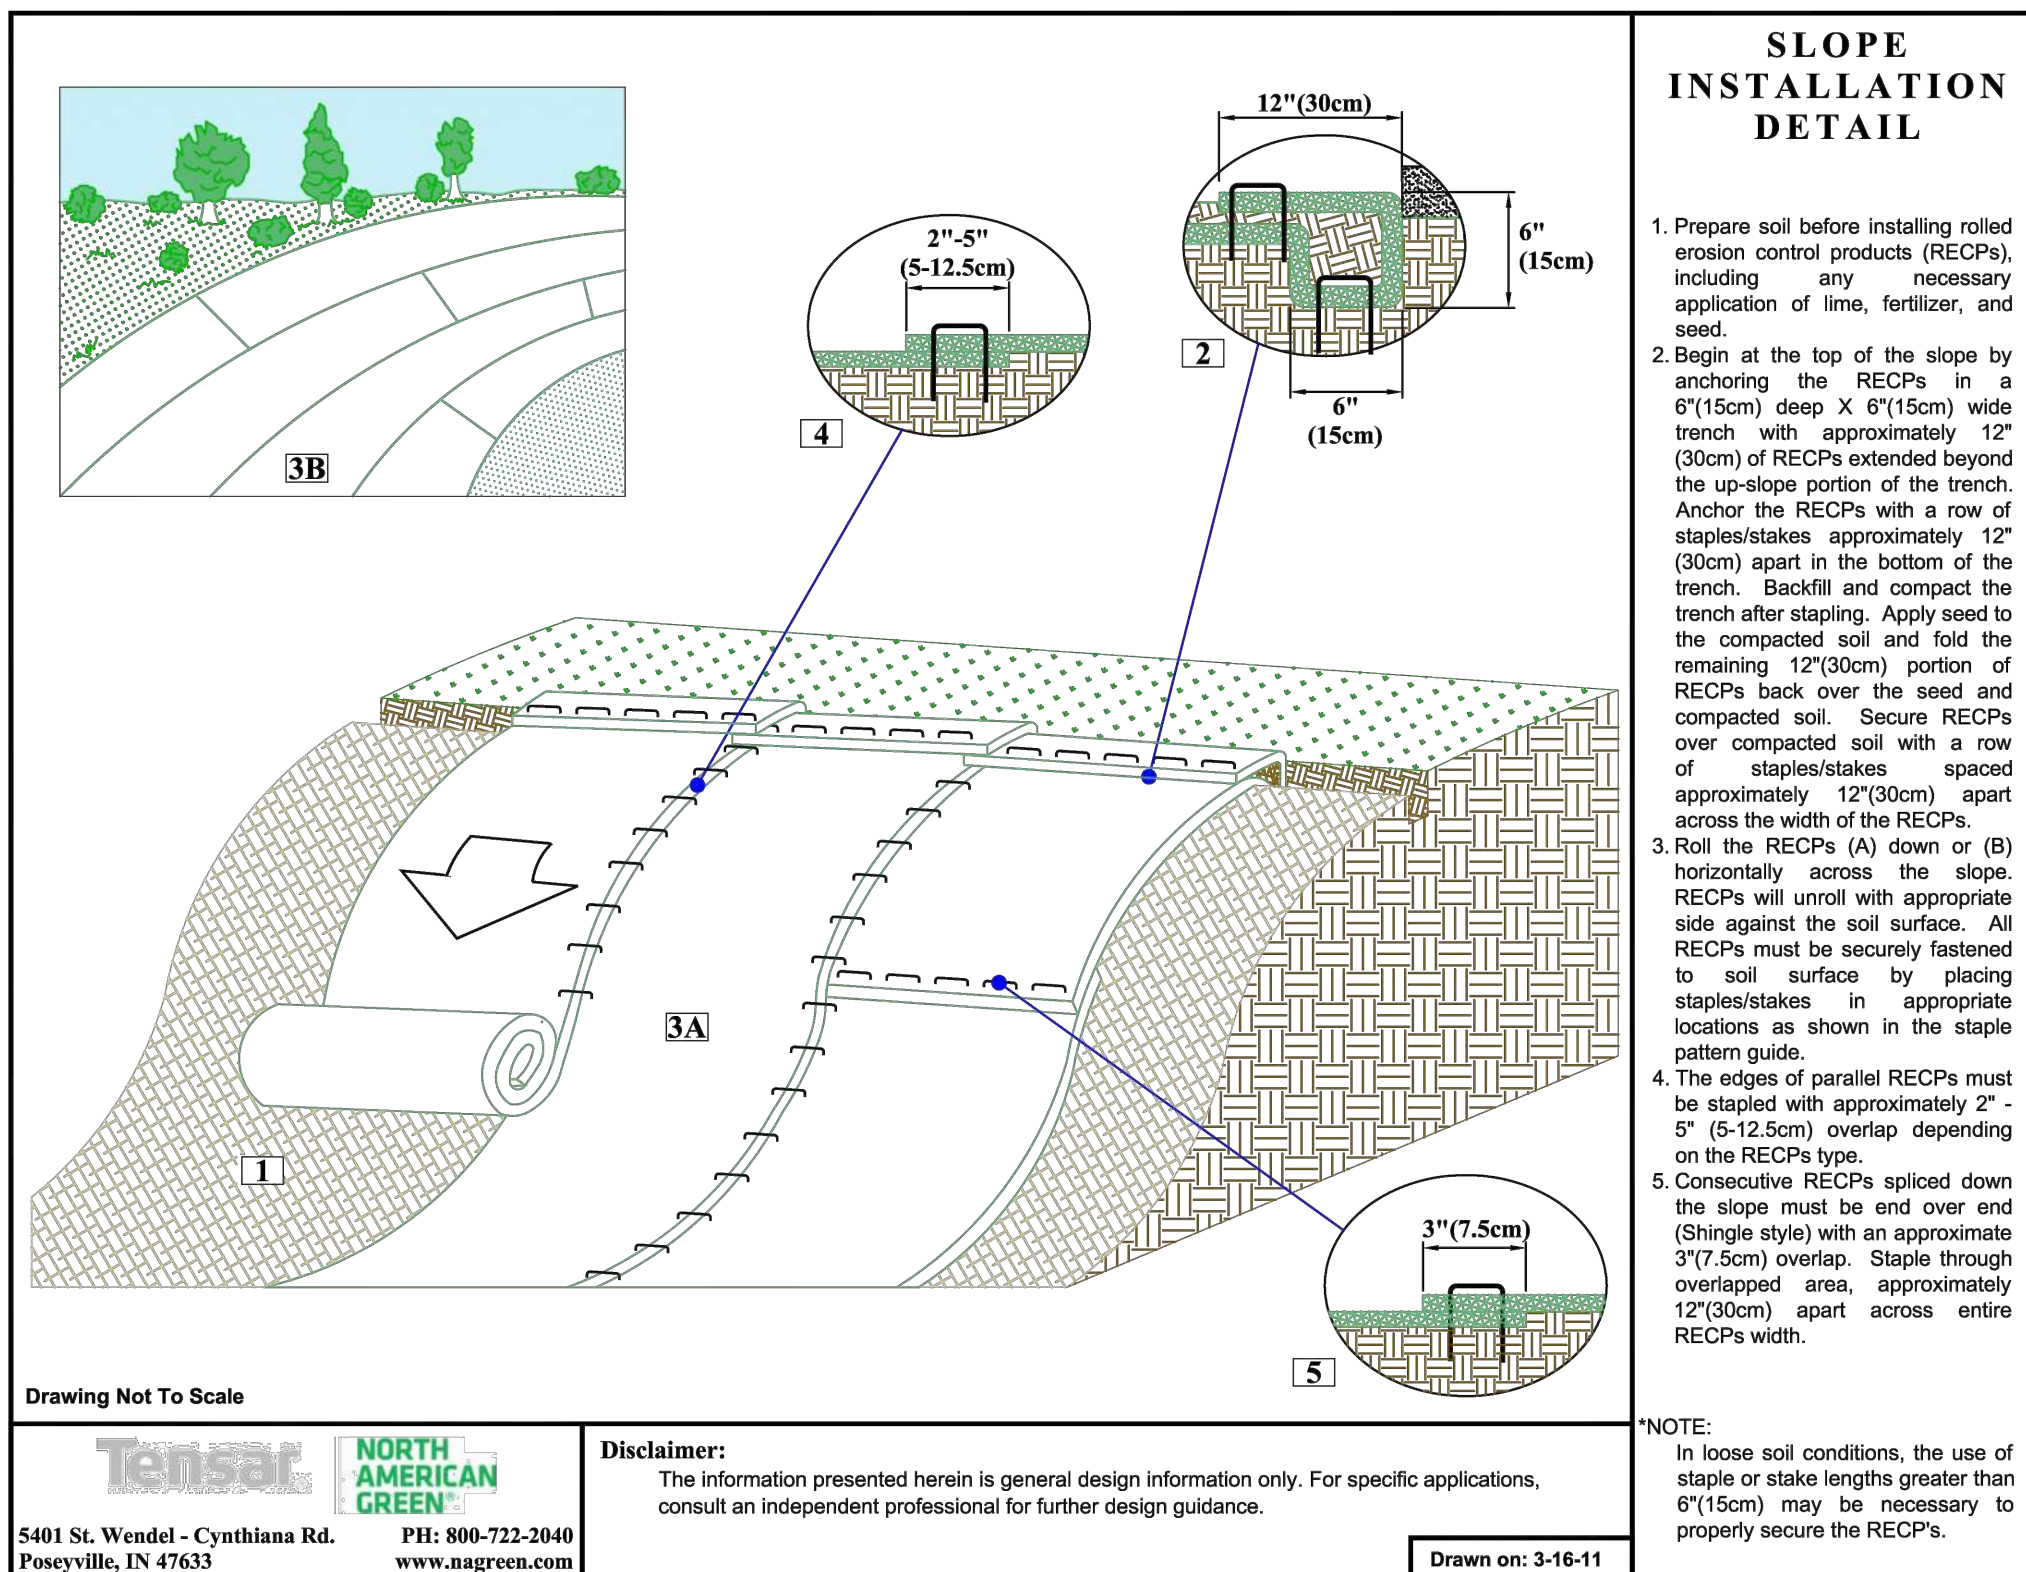 SLOPE
INSTALLATION
DETAIL
1. Prepare soil before installing rolled
erosion control products (RECPs),
including any necessary
application of lime, fertilizer, and
seed.
2. Begin at the top of the slope by
anchoring the RECPs in a
6"(15cm) deep X 6"(15cm) wide
trench with approximately 12"
(30cm) of RECPs extended beyond
the up-slope portion of the trench.
Anchor the RECPs with a row of
staples/stakes approximately 12"
(30cm) apart in the bottom of the
trench. Backfill and compact the
trench after stapling. Apply seed to
the compacted soil and fold the
remaining 12"(30cm) portion of
RECPs back over the seed and
compacted soil. Secure RECPs
over compacted soil with a row
of staples/stakes spaced
approximately 12"(30cm) apart
across the width of the RECPs.
3. Roll the RECPs (A) down or (B)
horizontally across the slope.
RECPs will unroll with appropriate
side against the soil surface. All
RECPs must be securely fastened
to soil surface by placing
staples/stakes in appropriate
locations as shown in the staple
pattern guide.
4. The edges of parallel RECPs must
be stapled with approximately 2" -
5" (5-12.5cm) overlap depending
on the RECPs type.
5. Consecutive RECPs spliced down
the slope must be end over end
(Shingle style) with an approximate
3"(7.5cm) overlap. Staple through
overlapped area, approximately
12"(30cm) apart across entire
RECPs width.
*NOTE:
In loose soil conditions, the use of
staple or stake lengths greater than
6"(15cm) may be necessary to
properly secure the RECP's.
12"(30cm)
6"
(15cm)
2
6"
(15cm)
2"-5"
(5-12.5cm)
4
3B
3A
1
3"(7.5cm)
5
Drawing Not To Scale
Tensar
NORTH
AMERICAN
GREEN®
5401 St. Wendel - Cynthiana Rd.
Poseyville, IN 47633
PH: 800-722-2040
www.nagreen.com
Disclaimer:
The information presented herein is general design information only. For specific applications,
consult an independent professional for further design guidance.
Drawn on: 3-16-11